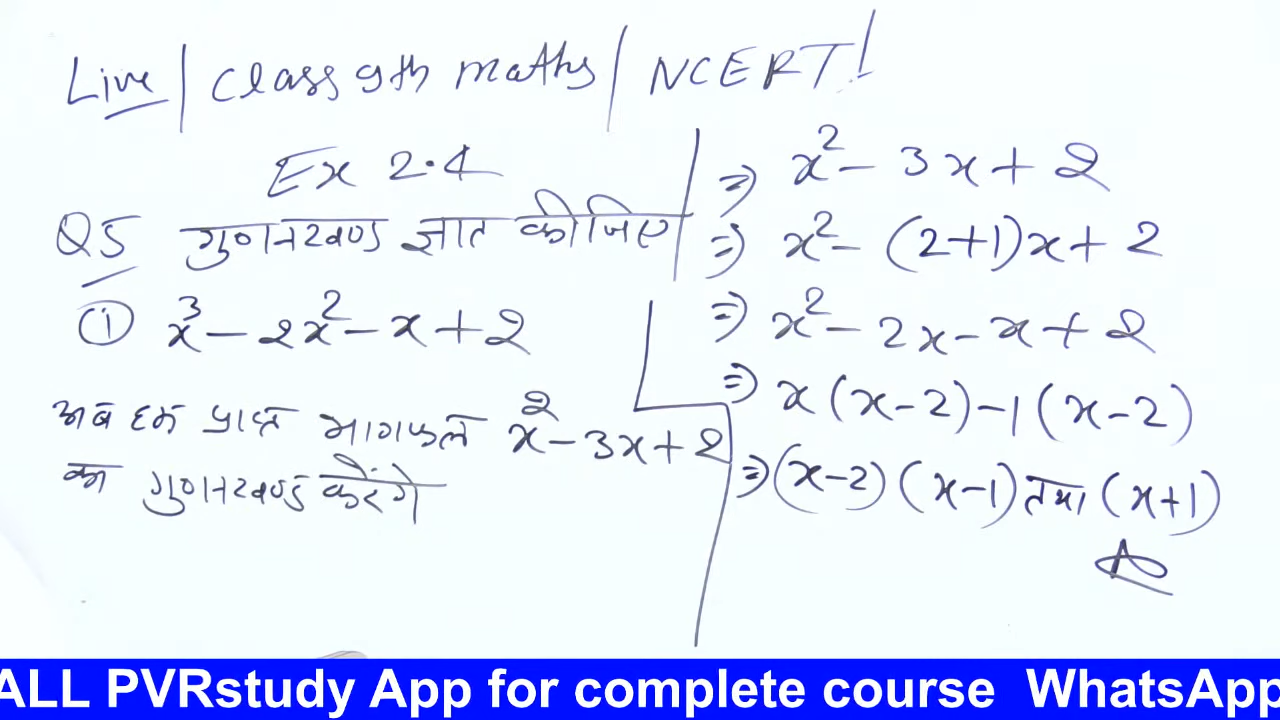 Live / Class 9th maths / NCERT!
Ex 2.4
Q5 गुणनखण्ड ज्ञात कीजिए
① x³ - 2x² - x + 2
अब हम प्राप्त भागफल x² - 3x + 2
का गुणनखण्ड करेंगे
⇒ x² - 3x + 2
⇒ x² - (2+1)x + 2
⇒ x² - 2x - x + 2
⇒ x(x-2) - 1(x-2)
⇒ (x-2) (x-1) तथा (x+1)
ALL PVRstudy App for complete course WhatsApp